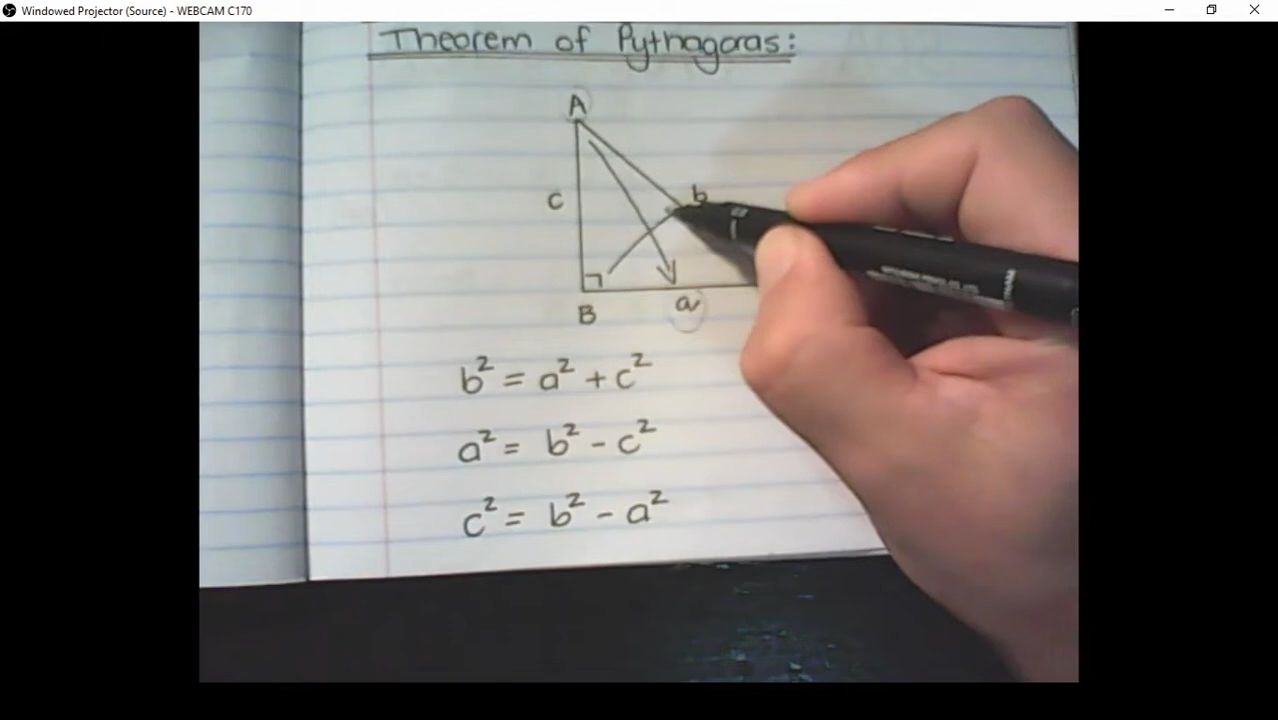 Windowed Projector (Source) - WEBCAM C170
Theorem of Pythagoras:
A
c
b
B
a
b² = a² + c²
a² = b² - c²
c² = b² - a²